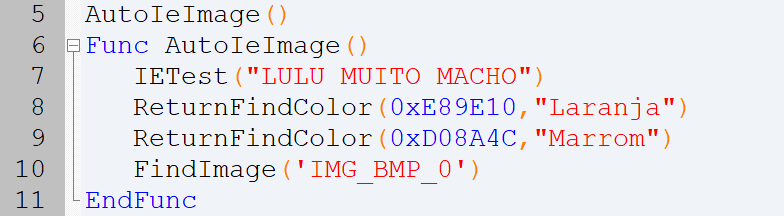 5 AutoIeImage()
6 Func AutoIeImage()
7 IETest("LULU MUITO MACHO")
8 ReturnFindColor(0xE89E10,"Laranja")
9 ReturnFindColor(0xD08A4C,"Marrom")
10 FindImage('IMG_BMP_0')
11 EndFunc